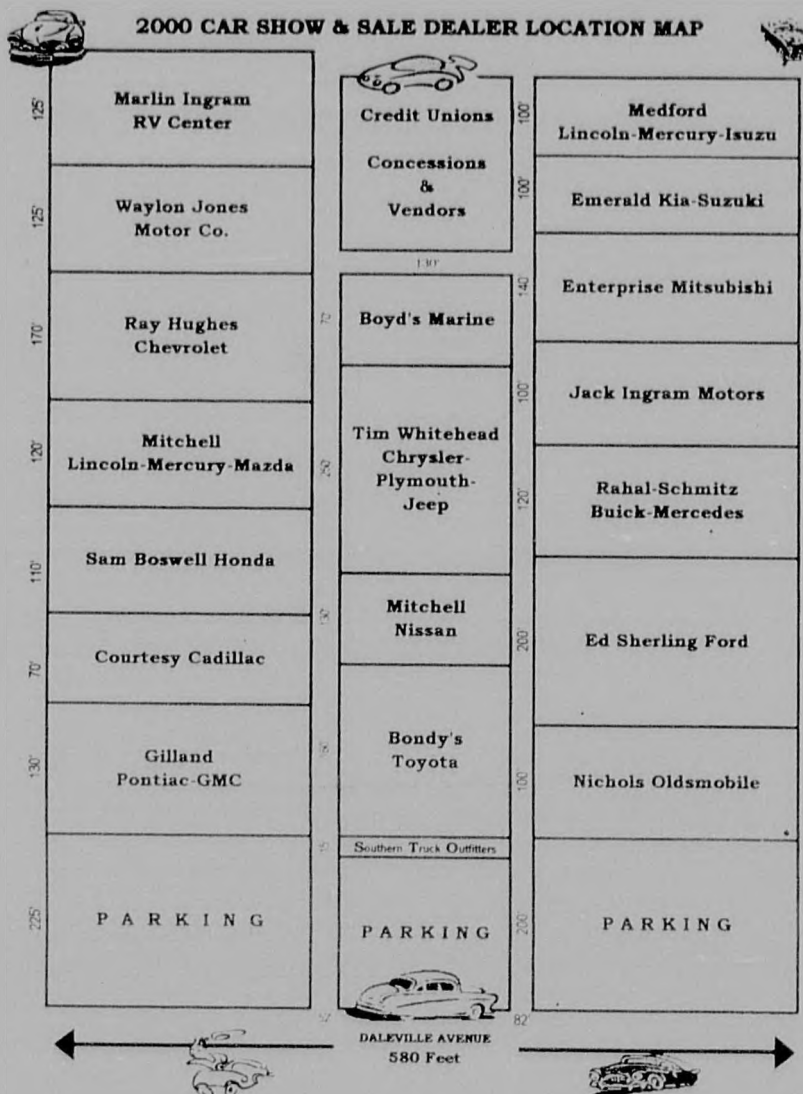 2000 CAR SHOW & SALE DEALER LOCATION MAP
125'
Marlin Ingram
RV Center
125'
Waylon Jones
Motor Co.
170'
Ray Hughes
Chevrolet
120'
Mitchell
Lincoln-Mercury-Mazda
110'
Sam Boswell Honda
70'
Courtesy Cadillac
130'
Gilland
Pontiac-GMC
225'
PARKING
Credit Unions
Concessions
&
Vendors
130'
70'
Boyd's Marine
250'
Tim Whitehead
Chrysler-
Plymouth-
Jeep
130'
Mitchell
Nissan
Bondy's
Toyota
Southern Truck Outfitters
PARKING
100'
Medford
Lincoln-Mercury-Isuzu
100'
Emerald Kia-Suzuki
140'
Enterprise Mitsubishi
100'
Jack Ingram Motors
120'
Rahal-Schmitz
Buick-Mercedes
200'
Ed Sherling Ford
100'
Nichols Oldsmobile
200'
PARKING
82'
DALEVILLE AVENUE
580 Feet